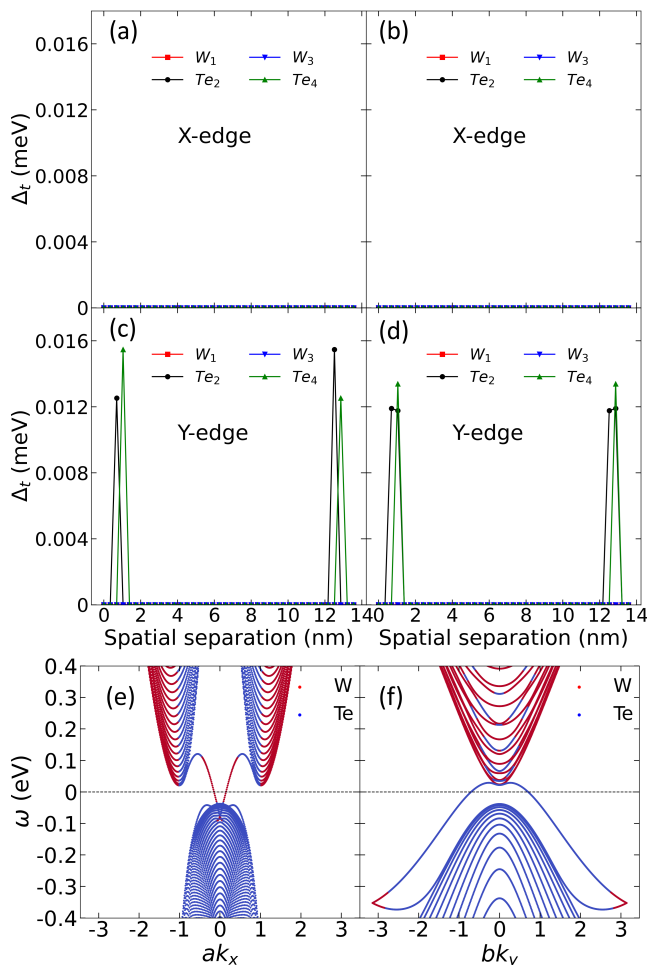 (a) (b)
W₁ W₃ W₁ W₃
Te₂ Te₄ Te₂ Te₄
X-edge X-edge
Δt (meV)
0.016
0.012
0.008
0.004
0
(c) (d)
W₁ W₃ W₁ W₃
Te₂ Te₄ Te₂ Te₄
Y-edge Y-edge
Δt (meV)
0.016
0.012
0.008
0.004
0
0 2 4 6 8 10 12 14 0 2 4 6 8 10 12 14
Spatial separation (nm) Spatial separation (nm)
(e) W (f) W
Te Te
ω (eV)
0.4
0.3
0.2
0.1
0
-0.1
-0.2
-0.3
-0.4
-3 -2 -1 0 1 2 3 -3 -2 -1 0 1 2 3
akₓ bkᵧ